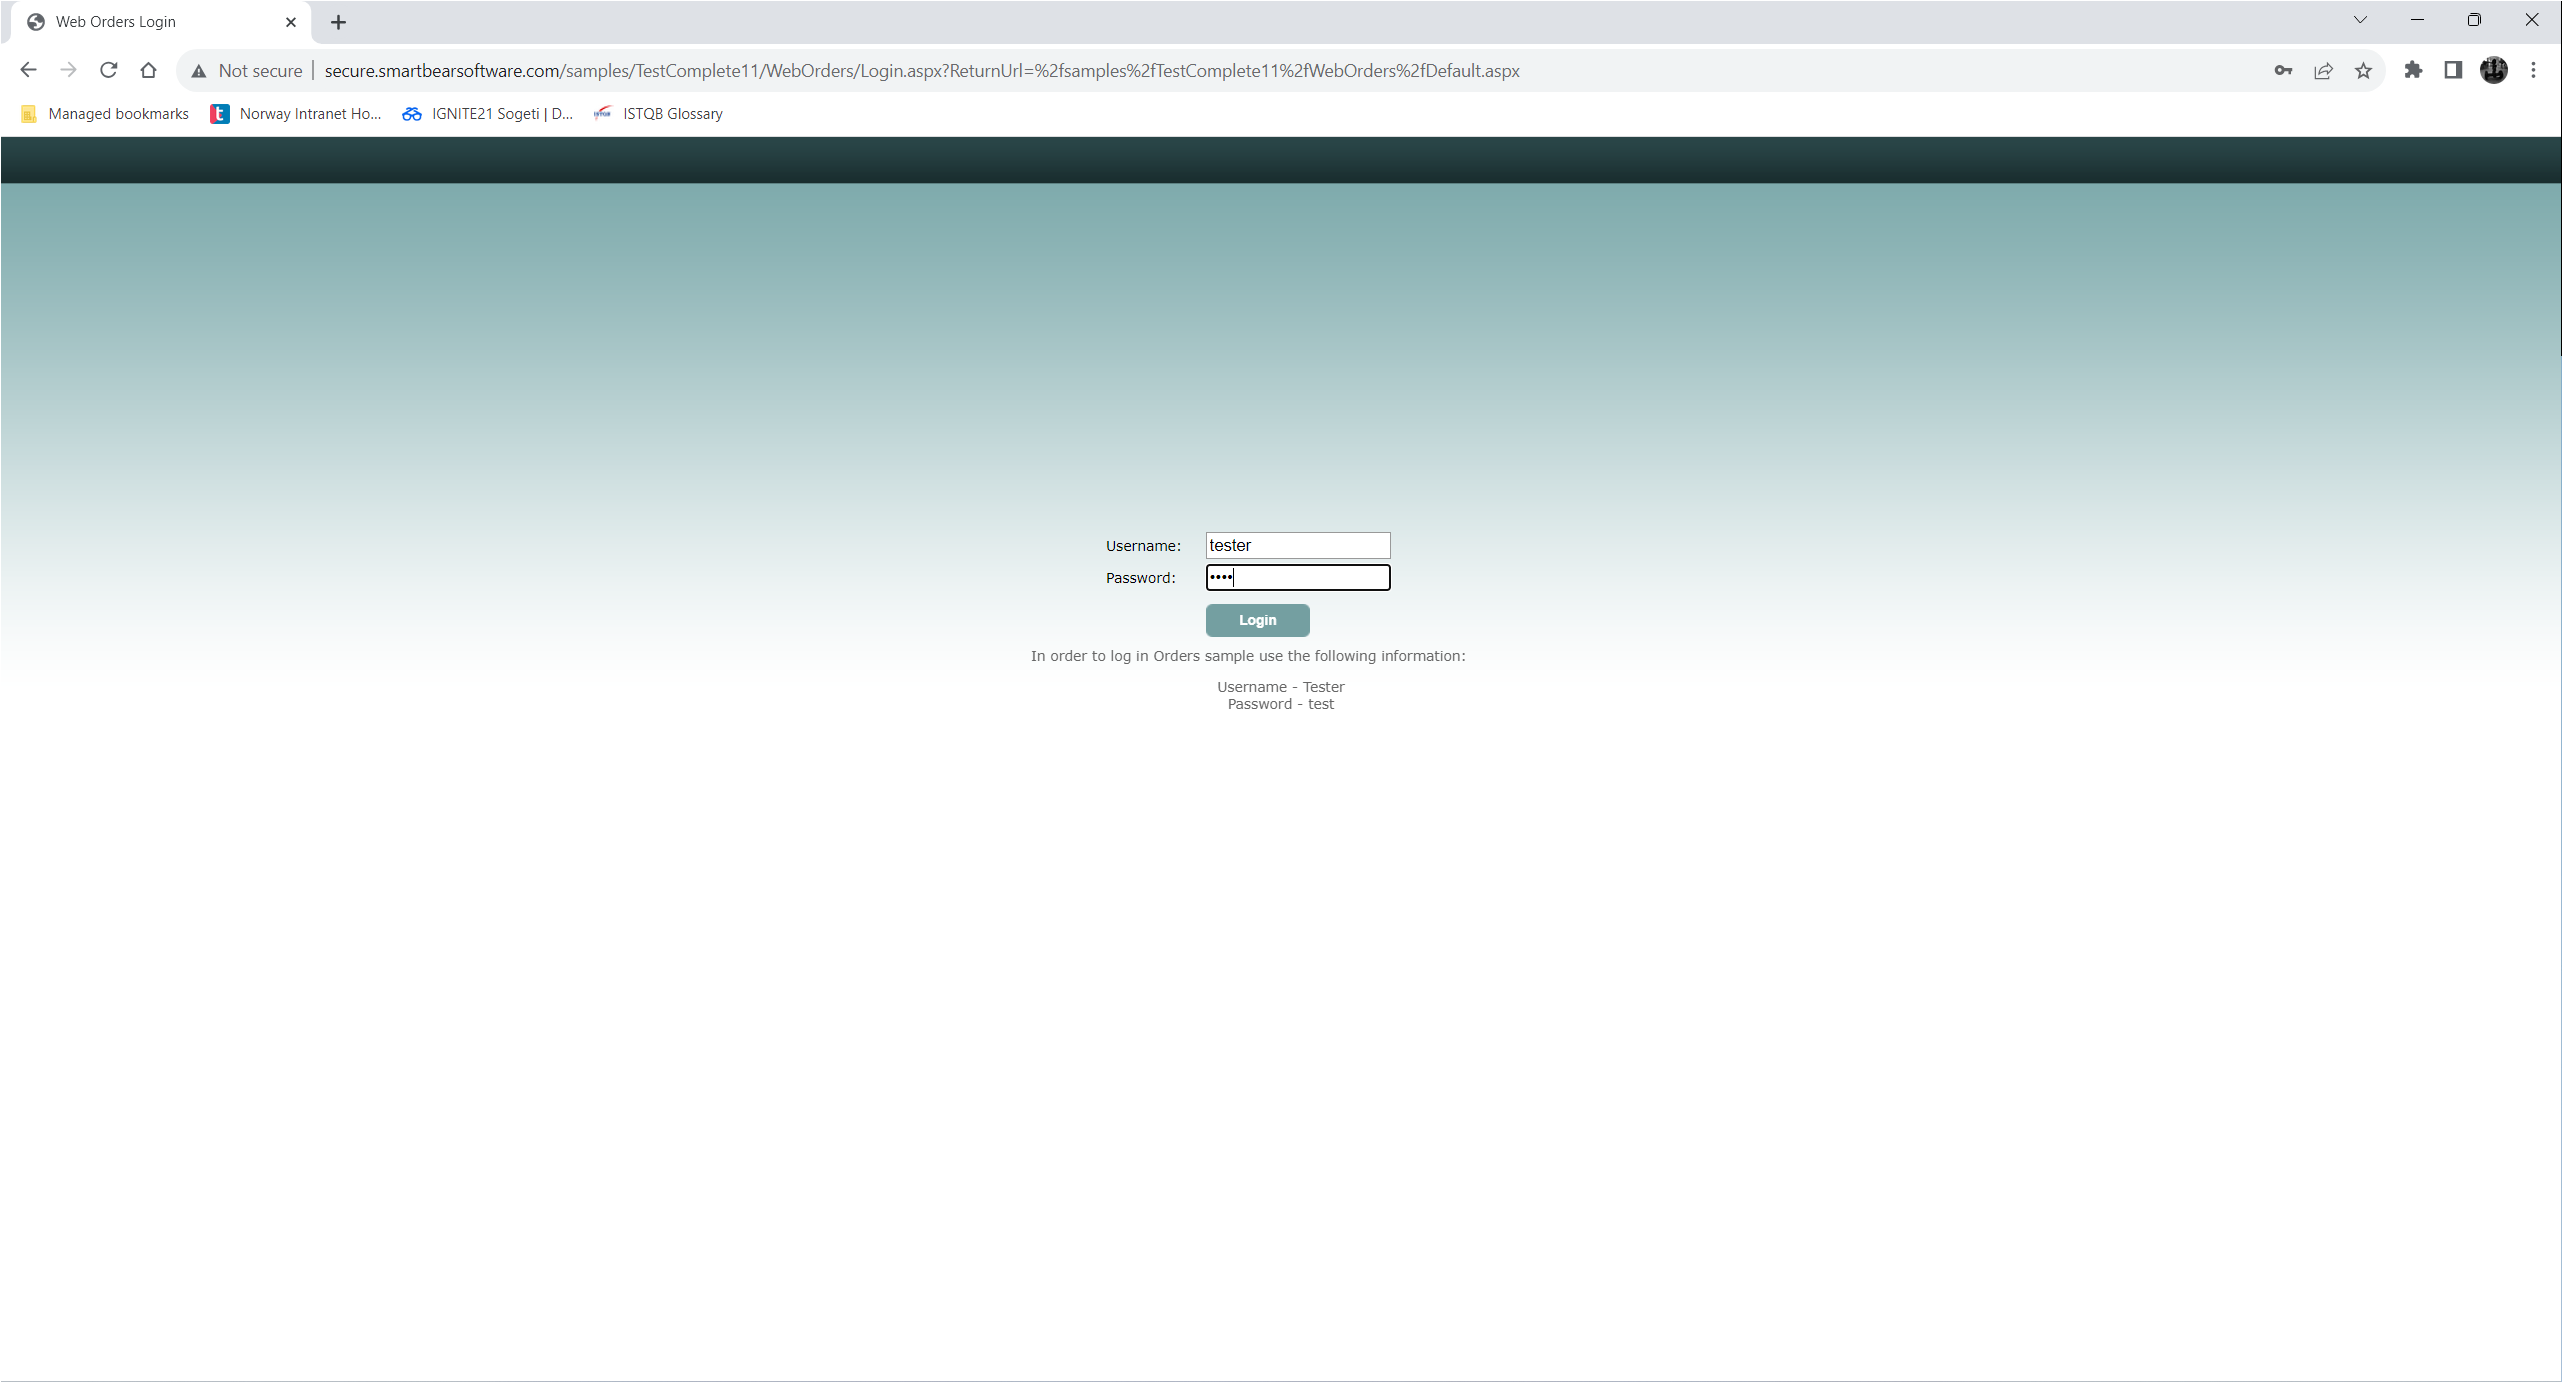 Web Orders Login
Not secure | secure.smartbearsoftware.com/samples/TestComplete11/WebOrders/Login.aspx?ReturnUrl=%2fsamples%2fTestComplete11%2fWebOrders%2fDefault.aspx
Managed bookmarks Norway Intranet Ho... IGNITE21 Sogeti | D... ISTQB Glossary
Username: tester
Password: ••••
Login
In order to log in Orders sample use the following information:
Username - Tester
Password - test